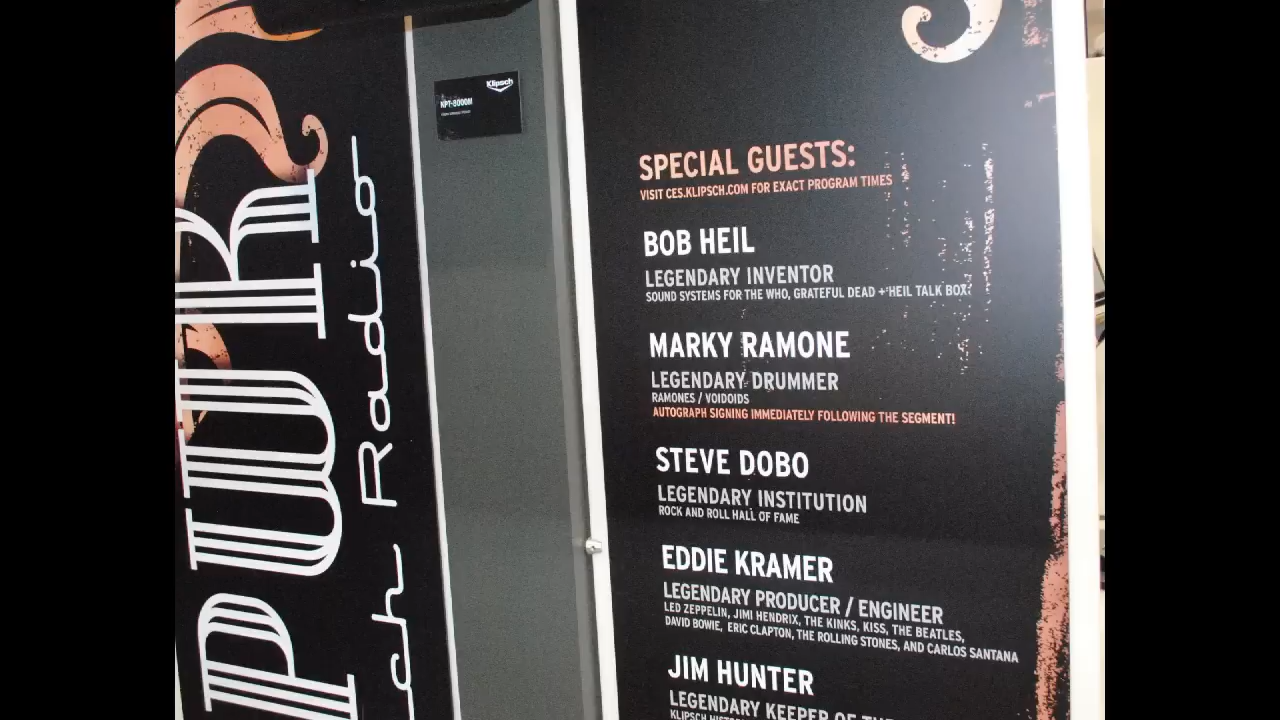 PUR
ch Radio
Klipsch
NPT-8000M
SPECIAL GUESTS:
VISIT CES.KLIPSCH.COM FOR EXACT PROGRAM TIMES
BOB HEIL
LEGENDARY INVENTOR
SOUND SYSTEMS FOR THE WHO, GRATEFUL DEAD + HEIL TALK BOX.
MARKY RAMONE
LEGENDARY DRUMMER
RAMONES / VOIDOIDS
AUTOGRAPH SIGNING IMMEDIATELY FOLLOWING THE SEGMENT!
STEVE DOBO
LEGENDARY INSTITUTION
ROCK AND ROLL HALL OF FAME
EDDIE KRAMER
LEGENDARY PRODUCER / ENGINEER
LED ZEPPELIN, JIMI HENDRIX, THE KINKS, KISS, THE BEATLES,
DAVID BOWIE, ERIC CLAPTON, THE ROLLING STONES, AND CARLOS SANTANA
JIM HUNTER
LEGENDARY KEEPER OF THE
KLIPSCH